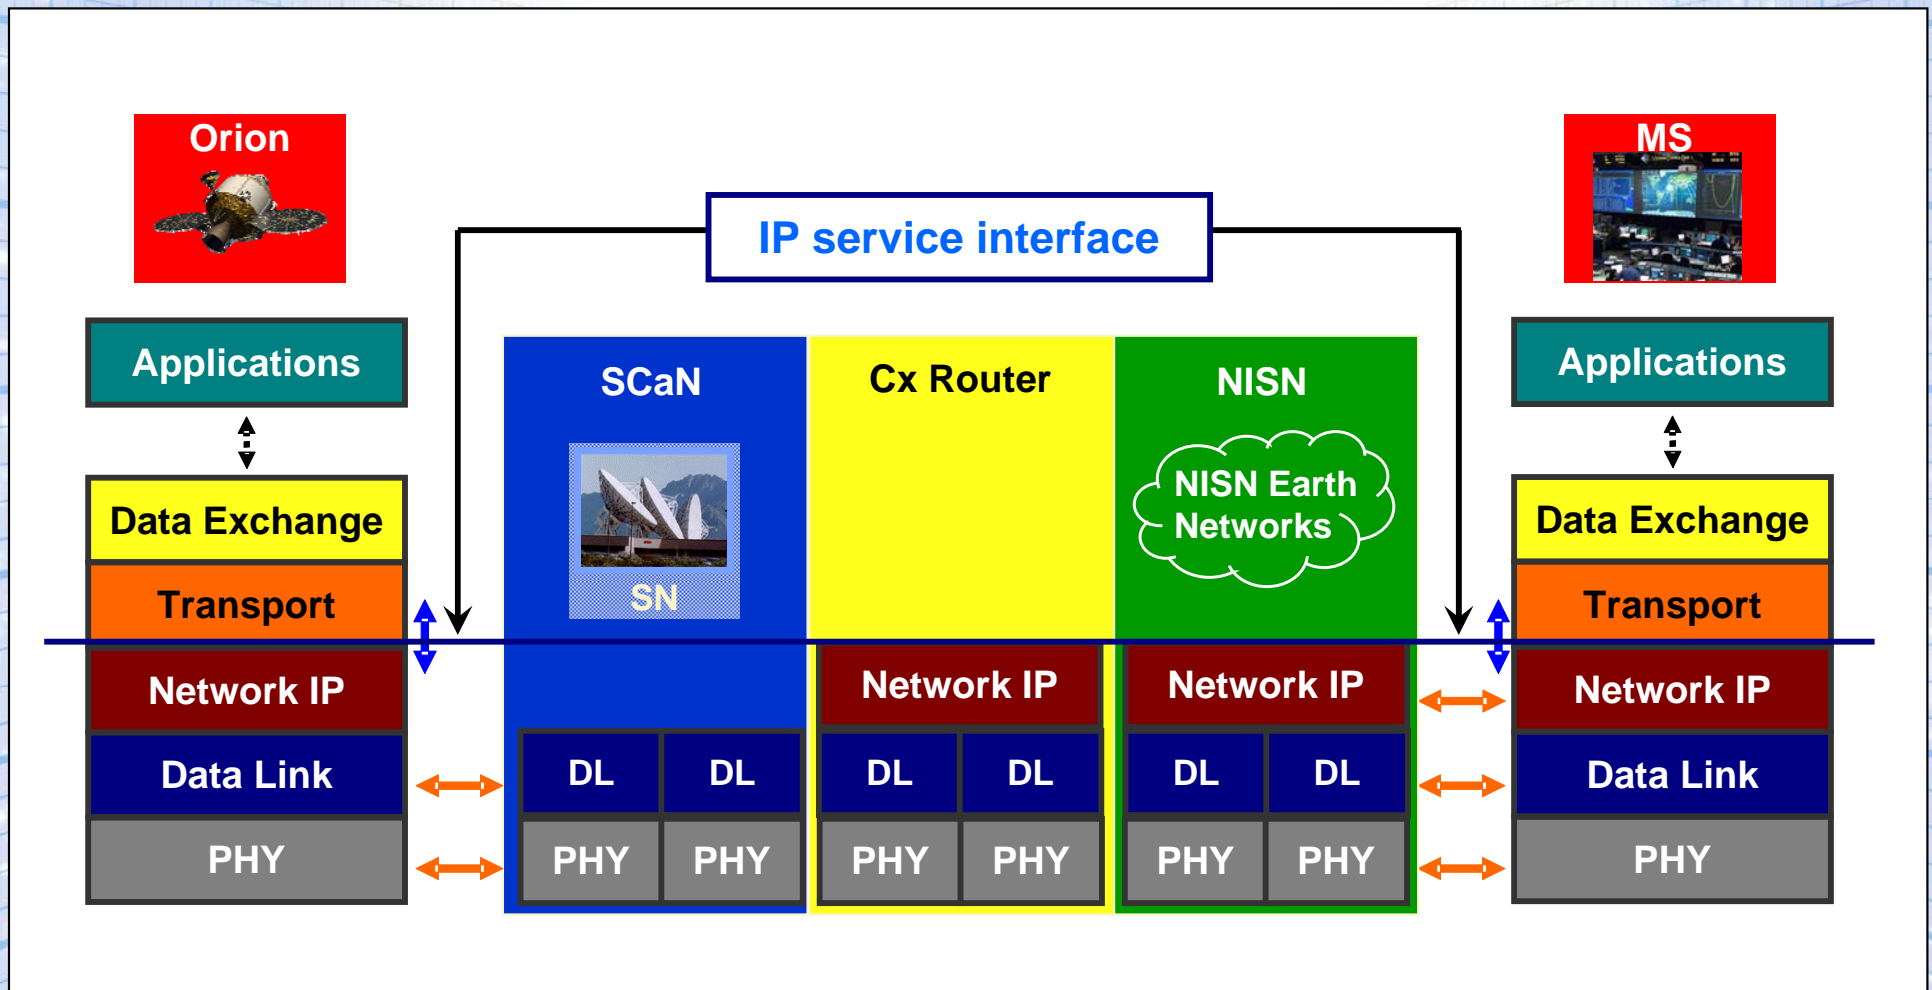 Orion
MS
IP service interface
Applications
SCaN
Cx Router
NISN
Applications
NISN Earth
Networks
Data Exchange
Data Exchange
SN
Transport
Transport
Network IP
Network IP
Network IP
Network IP
Data Link
DL
DL
DL
DL
DL
DL
Data Link
PHY
PHY
PHY
PHY
PHY
PHY
PHY
PHY